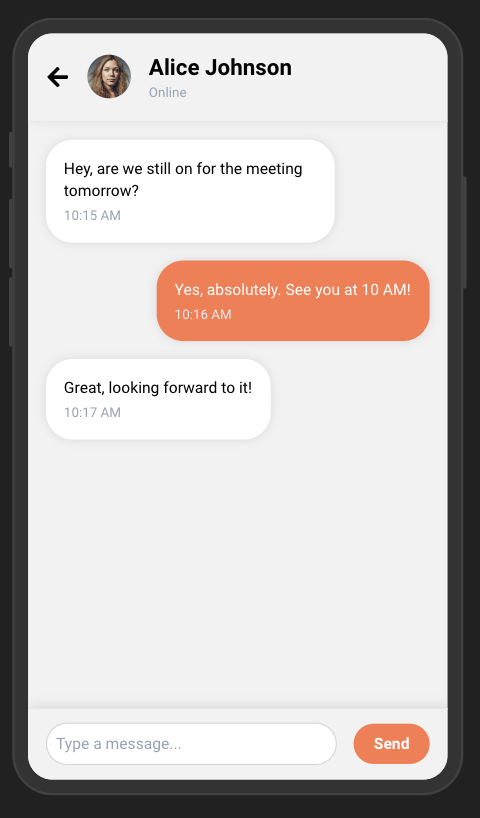 Alice Johnson
Online
Hey, are we still on for the meeting
tomorrow?
10:15 AM
Yes, absolutely. See you at 10 AM!
10:16 AM
Great, looking forward to it!
10:17 AM
Type a message...
Send